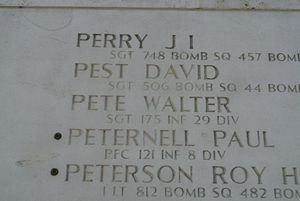 PERRY J I
SGT 748 BOMB SQ 457 BOMB
PEST DAVID
SGT 506 BOMB SQ 44 BOMB
PETE WALTER
SGT 175 INF 29 DIV
• PETERNELL PAUL
PFC 121 INF 8 DIV
• PETERSON ROY H
1 LT 812 BOMB SQ 482 BOM